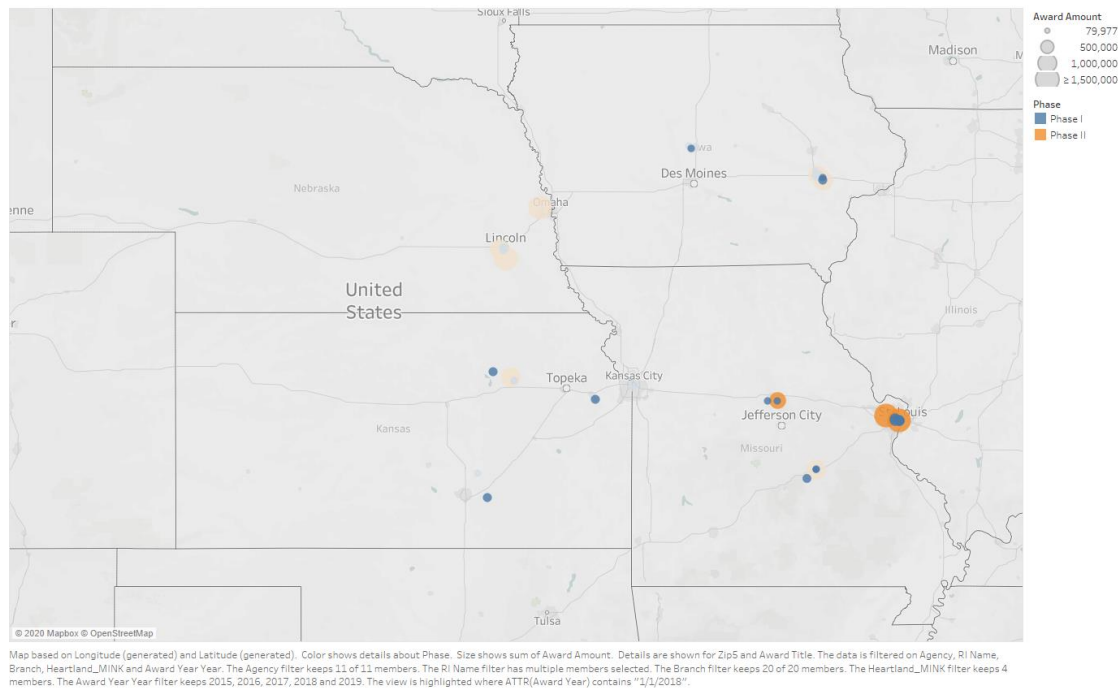 Sioux Falls
Madison
M
wa
Des Moines
Nebraska
enne
Omaha
Lincoln
United
States
Illinois
r
Topeka
Kansas City
St Louis
Jefferson City
Kansas
Missouri
Tulsa
© 2020 Mapbox © OpenStreetMap
Award Amount
79,977
500,000
1,000,000
≥ 1,500,000
Phase
Phase I
Phase II
Map based on Longitude (generated) and Latitude (generated). Color shows details about Phase. Size shows sum of Award Amount. Details are shown for Zip5 and Award Title. The data is filtered on Agency, RI Name,
Branch, Heartland_MINK and Award Year Year. The Agency filter keeps 11 of 11 members. The RI Name filter has multiple members selected. The Branch filter keeps 20 of 20 members. The Heartland_MINK filter keeps 4
members. The Award Year Year filter keeps 2015, 2016, 2017, 2018 and 2019. The view is highlighted where ATTR(Award Year) contains "1/1/2018".